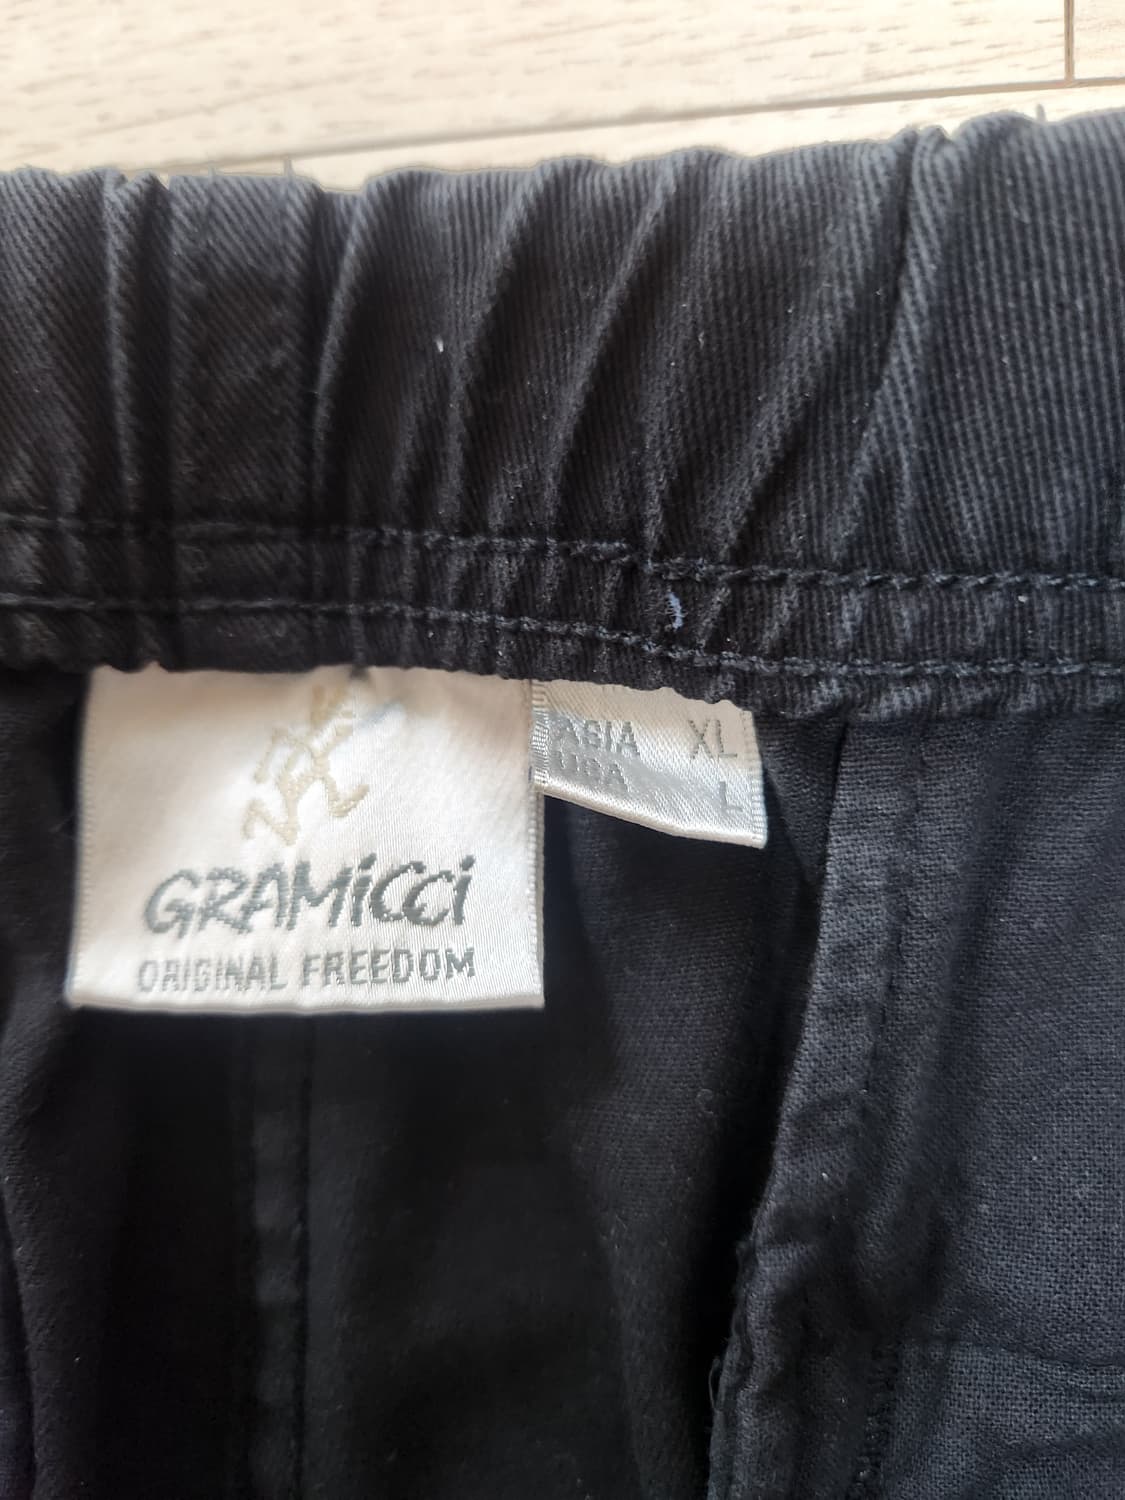 GRAMiCCi
ORIGINAL FREEDOM
ASIA XL
USA L